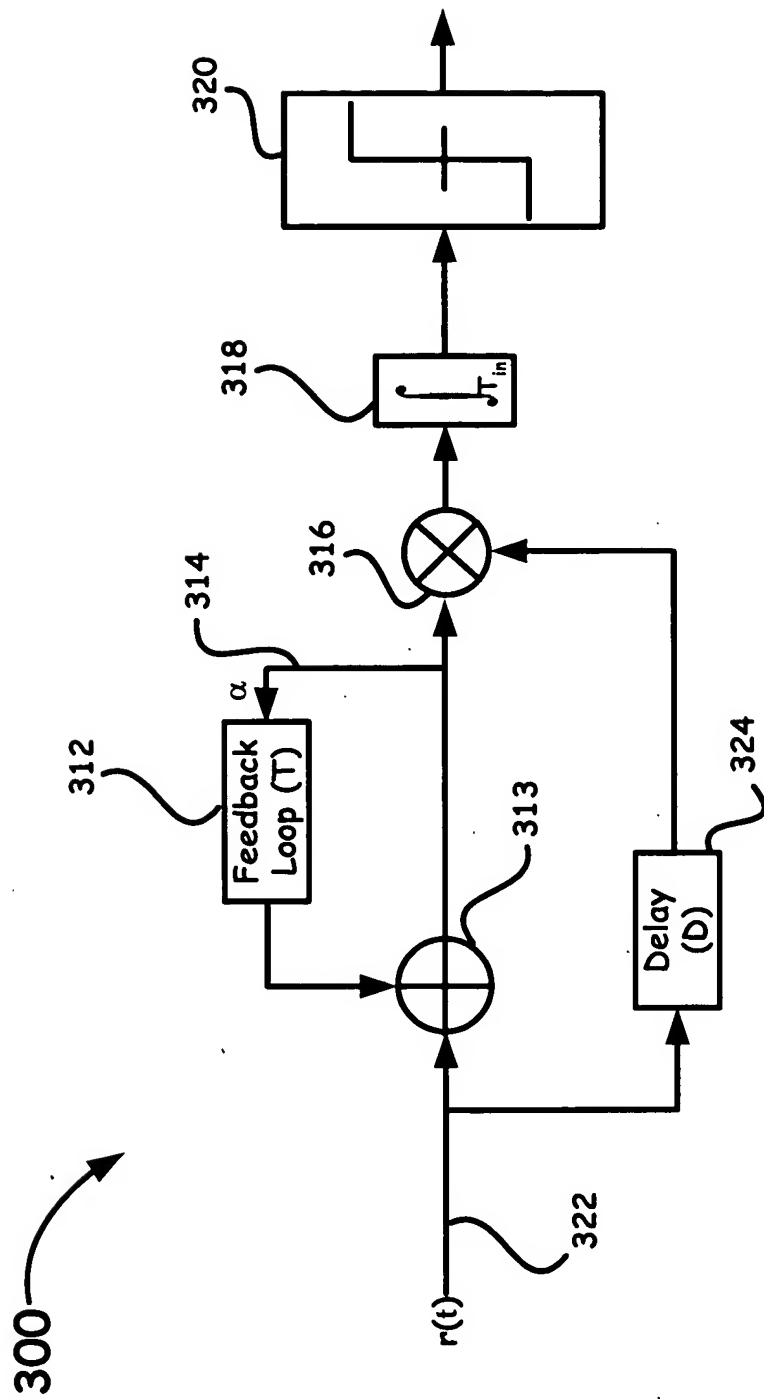 300
r(t)
322
Feedback
Loop (T)
312
α
314
313
316
Delay
(D)
324
318
∫T_in
320